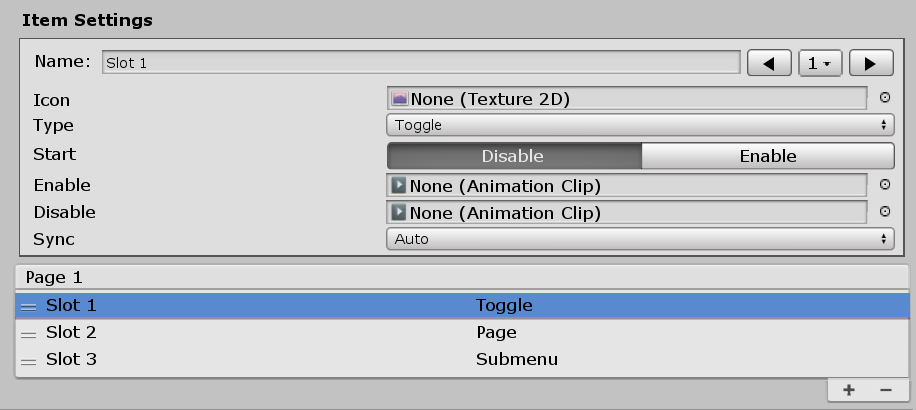 Item Settings
Name: Slot 1 1
Icon None (Texture 2D)
Type Toggle
Start Disable Enable
Enable None (Animation Clip)
Disable None (Animation Clip)
Sync Auto
Page 1
Slot 1 Toggle
Slot 2 Page
Slot 3 Submenu
+ −